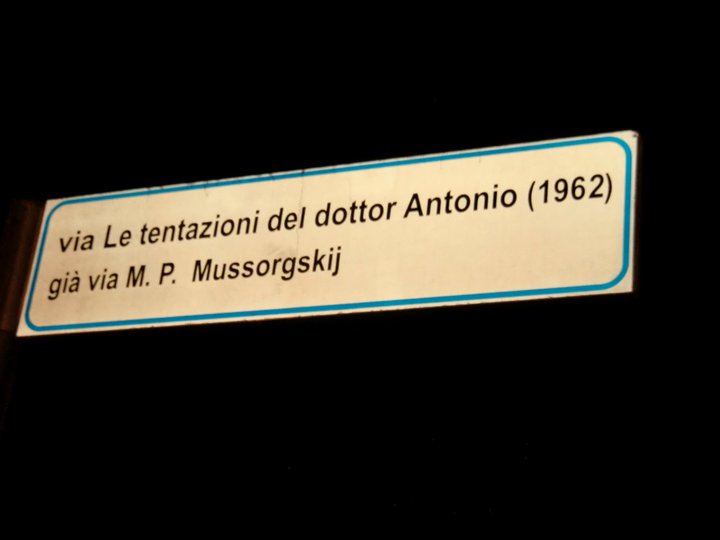 via Le tentazioni del dottor Antonio (1962)
già via M. P. Mussorgskij